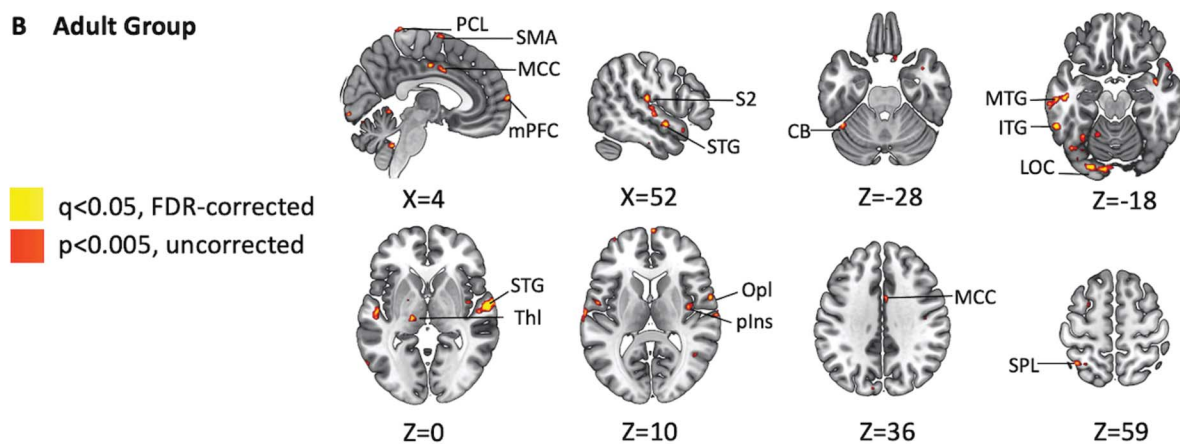 B Adult Group
PCL
SMA
MCC
mPFC
X=4
S2
STG
X=52
CB
Z=-28
MTG
ITG
LOC
Z=-18
q<0.05, FDR-corrected
p<0.005, uncorrected
STG
Thl
Z=0
Opl
pIns
Z=10
MCC
Z=36
SPL
Z=59